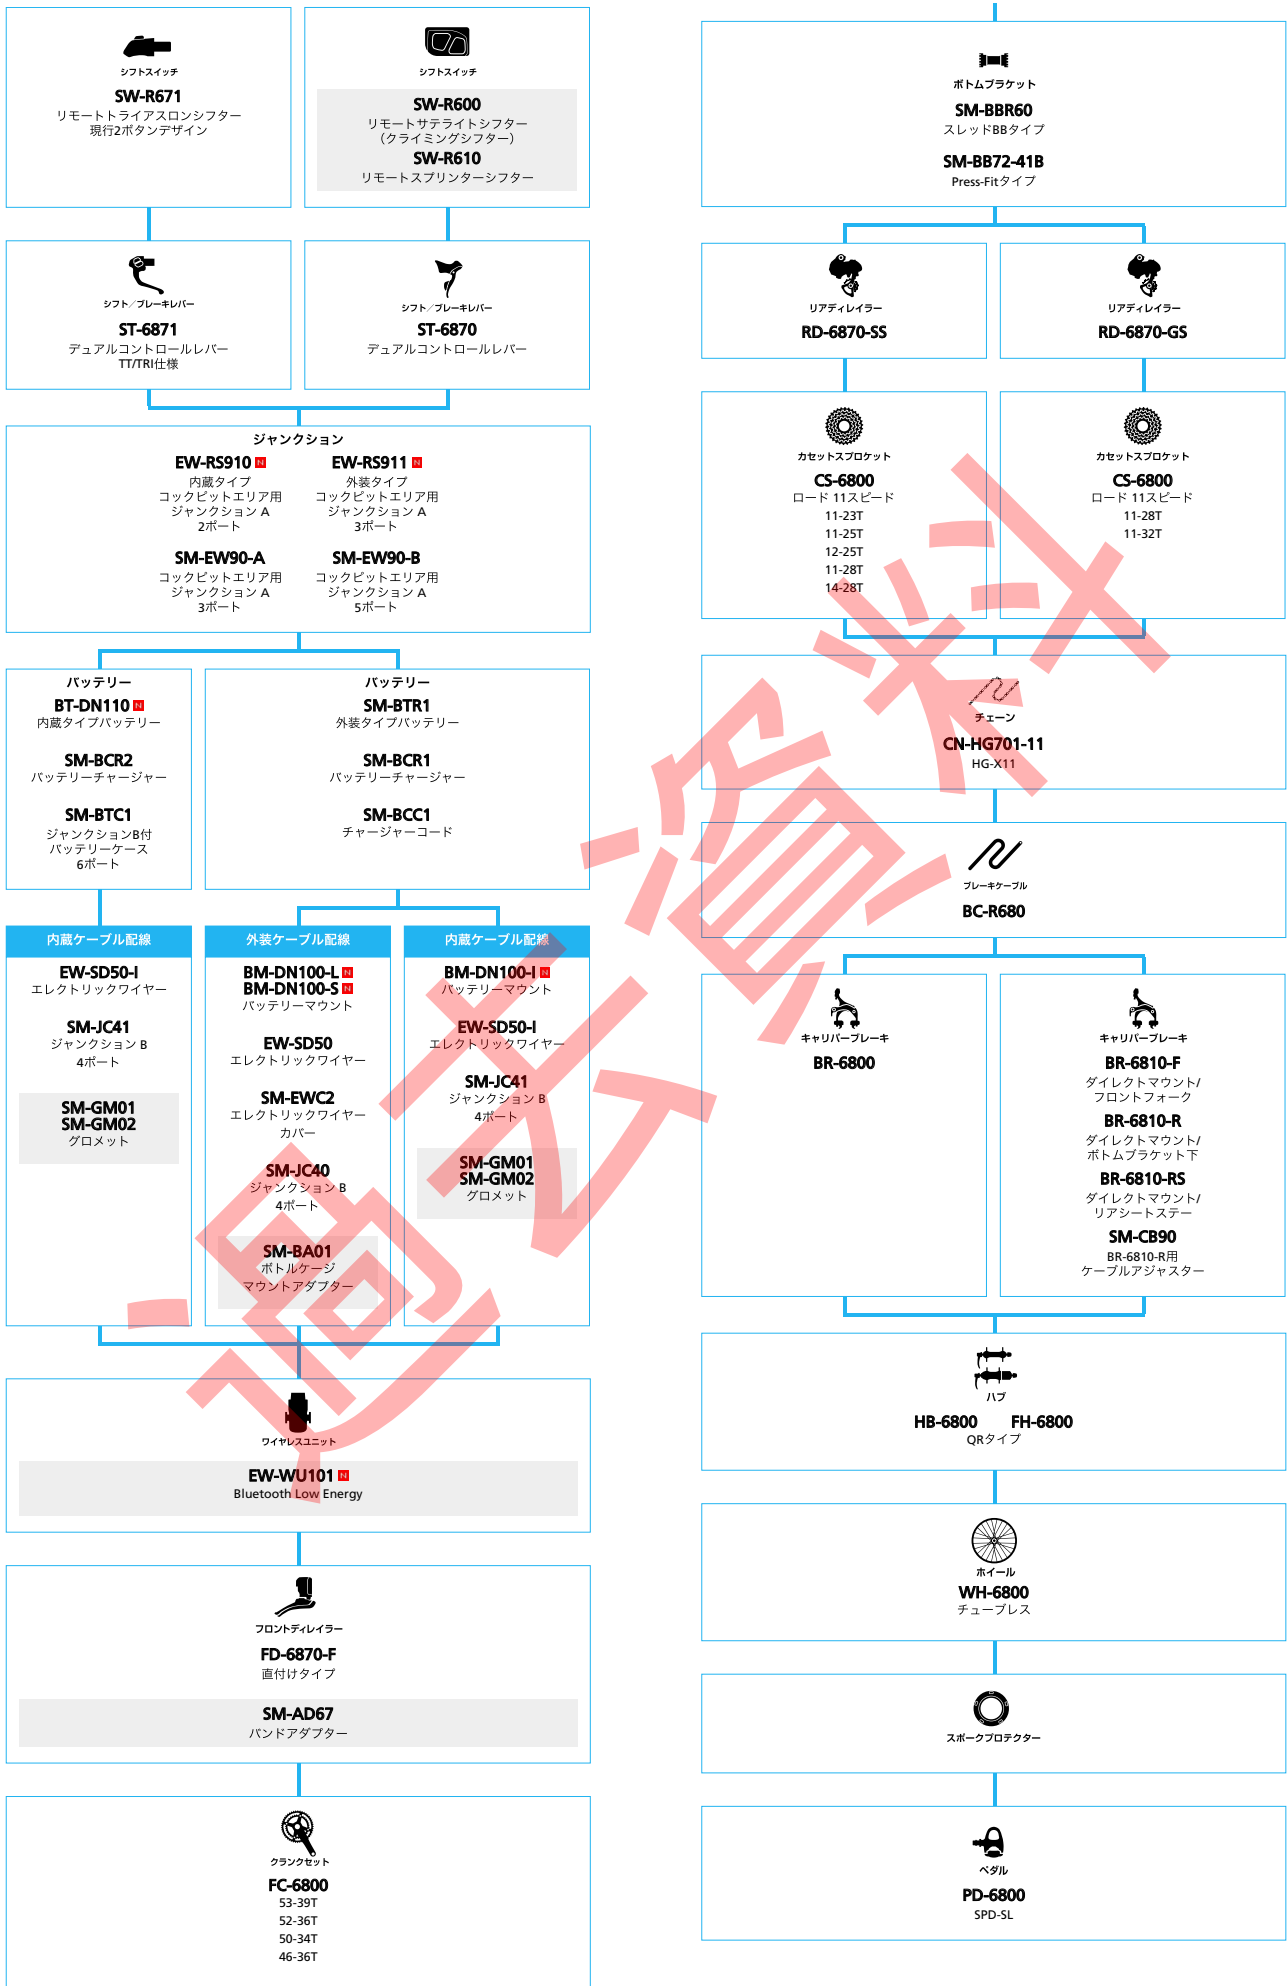 シフトスイッチ
SW-R671
リモートトライアスロンシフター
現行2ボタンデザイン
シフトスイッチ
SW-R600
リモートサテライトシフター
（クライミングシフター）
SW-R610
リモートスプリンターシフター
シフト／ブレーキレバー
ST-6871
デュアルコントロールレバー
TT/TRI仕様
シフト／ブレーキレバー
ST-6870
デュアルコントロールレバー
ジャンクション
EW-RS910 N
内蔵タイプ
コックピットエリア用
ジャンクション A
2ポート
EW-RS911 N
外装タイプ
コックピットエリア用
ジャンクション A
3ポート
SM-EW90-A
コックピットエリア用
ジャンクション A
3ポート
SM-EW90-B
コックピットエリア用
ジャンクション A
5ポート
バッテリー
BT-DN110 N
内蔵タイプバッテリー
SM-BCR2
バッテリーチャージャー
SM-BTC1
ジャンクションB付
バッテリーケース
6ポート
バッテリー
SM-BTR1
外装タイプバッテリー
SM-BCR1
バッテリーチャージャー
SM-BCC1
チャージャーコード
内蔵ケーブル配線
EW-SD50-I
エレクトリックワイヤー
SM-JC41
ジャンクション B
4ポート
SM-GM01
SM-GM02
グロメット
外装ケーブル配線
BM-DN100-L N
BM-DN100-S N
バッテリーマウント
EW-SD50
エレクトリックワイヤー
SM-EWC2
エレクトリックワイヤー
カバー
SM-JC40
ジャンクション B
4ポート
SM-BA01
ボトルケージ
マウントアダプター
内蔵ケーブル配線
BM-DN100-I N
バッテリーマウント
EW-SD50-I
エレクトリックワイヤー
SM-JC41
ジャンクション B
4ポート
SM-GM01
SM-GM02
グロメット
ワイヤレスユニット
EW-WU101 N
Bluetooth Low Energy
フロントディレイラー
FD-6870-F
直付けタイプ
SM-AD67
バンドアダプター
クランクセット
FC-6800
53-39T
52-36T
50-34T
46-36T
ボトムブラケット
SM-BBR60
スレッドBBタイプ
SM-BB72-41B
Press-Fitタイプ
リアディレイラー
RD-6870-SS
リアディレイラー
RD-6870-GS
カセットスプロケット
CS-6800
ロード 11スピード
11-23T
11-25T
12-25T
11-28T
14-28T
カセットスプロケット
CS-6800
ロード 11スピード
11-28T
11-32T
チェーン
CN-HG701-11
HG-X11
ブレーキケーブル
BC-R680
キャリパーブレーキ
BR-6800
キャリパーブレーキ
BR-6810-F
ダイレクトマウント/
フロントフォーク
BR-6810-R
ダイレクトマウント/
ボトムブラケット下
BR-6810-RS
ダイレクトマウント/
リアシートステー
SM-CB90
BR-6810-R用
ケーブルアジャスター
ハブ
HB-6800 FH-6800
QRタイプ
ホイール
WH-6800
チューブレス
スポークプロテクター
ペダル
PD-6800
SPD-SL
過去資料